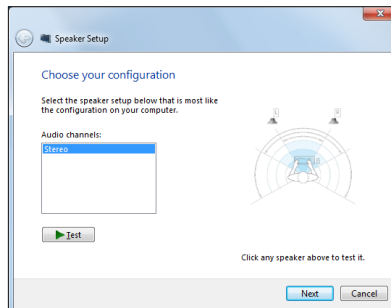 Speaker Setup
Choose your configuration
Select the speaker setup below that is most like
the configuration on your computer.
Audio channels:
Stereo
L
R
Test
Click any speaker above to test it.
Next
Cancel